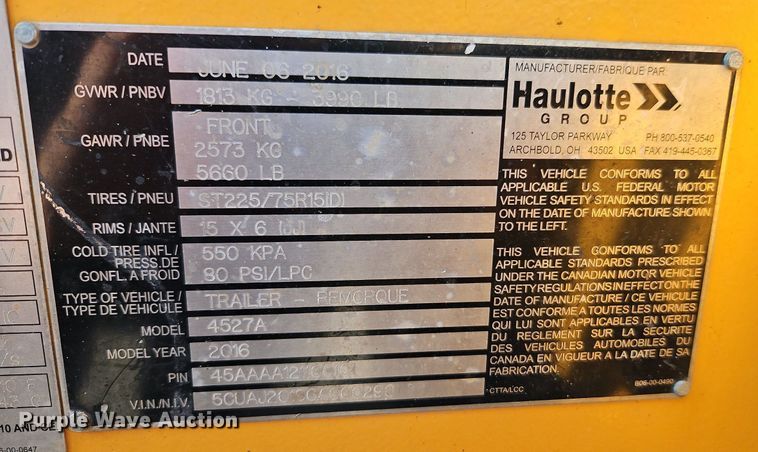 DATE JUNE 06 2016
GVWR / PNBV 1813 KG - 3990 LB
GAWR / PNBE FRONT
2573 KG
5660 LB
TIRES / PNEU ST225/75R15(D)
RIMS / JANTE 15 X 6 (JJ)
COLD TIRE INFL / PRESS DE GONFL. A FROID
550 KPA
80 PSI/LPC
TYPE OF VEHICLE / TYPE DE VEHICULE
TRAILER - REMORQUE
MODEL 4527A
MODEL YEAR 2016
PIN
V.I.N./N.I.V.
MANUFACTURER/FABRIQUE PAR:
Haulotte
GROUP
125 TAYLOR PARKWAY PH 800-537-0540
ARCHBOLD, OH 43502 USA FAX 419-445-0367
THIS VEHICLE CONFORMS TO ALL
APPLICABLE U.S. FEDERAL MOTOR
VEHICLE SAFETY STANDARDS IN EFFECT
ON THE DATE OF MANUFACTURE SHOWN
TO THE LEFT.
THIS VEHICLE CONFORMS TO ALL
APPLICABLE STANDARDS PRESCRIBED
UNDER THE CANADIAN MOTOR VEHICLE
SAFETY REGULATIONS IN EFFECT ON THE
DATE OF MANUFACTURE / CE VEHICULE
EST CONFORME A TOUTES LES NORMES
QUI LUI SONT APPLICABLES EN VERTU
DU REGLEMENT SUR LA SECURITE
DES VEHICULES AUTOMOBILES DU
CANADA EN VIGUEUR A LA DATE DE SA
FABRICATION.
CTTA/LCC B06-00-0490
Purple Wave Auction